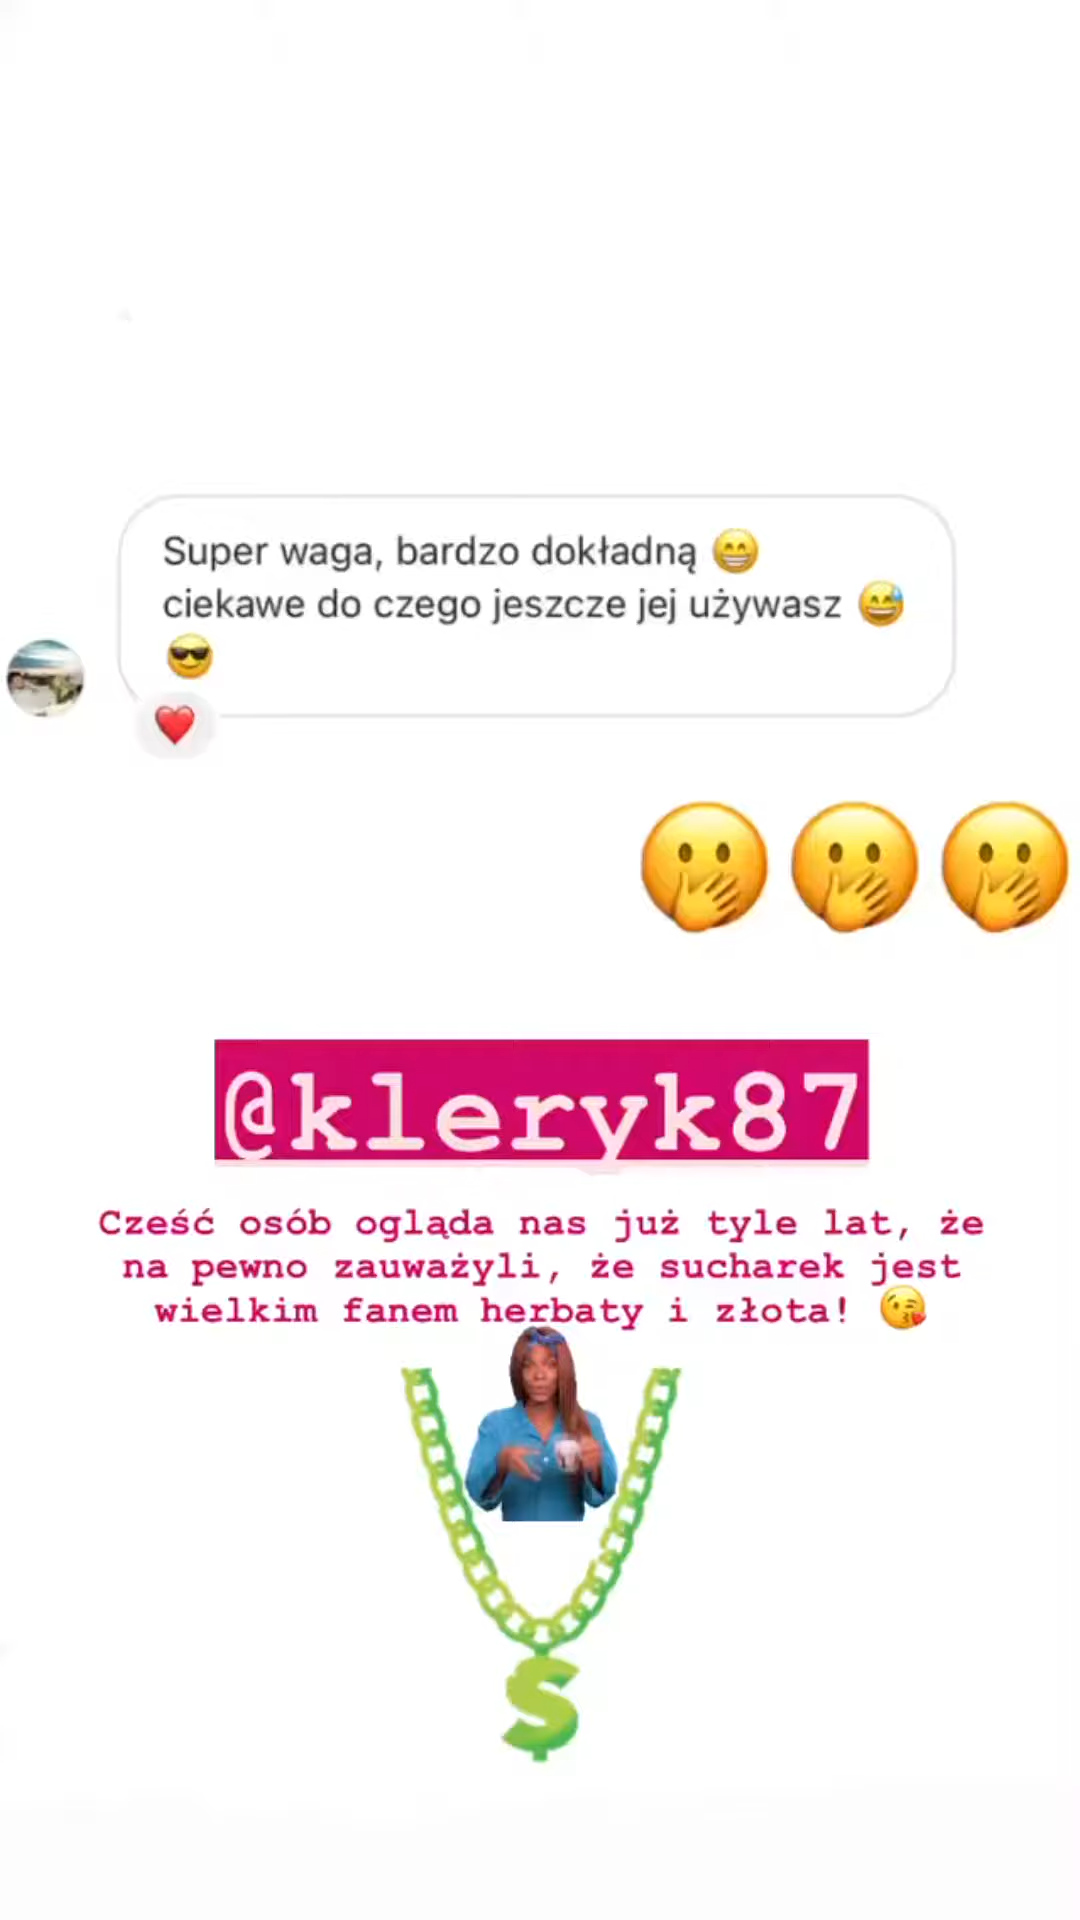 Super waga, bardzo dokładną 😁
ciekawe do czego jeszcze jej używasz 😅
😎
❤️
🫢 🫢 🫢
@kleryk87
Cześć osób ogląda nas już tyle lat, że
na pewno zauważyli, że sucharek jest
wielkim fanem herbaty i złota! 😘
$